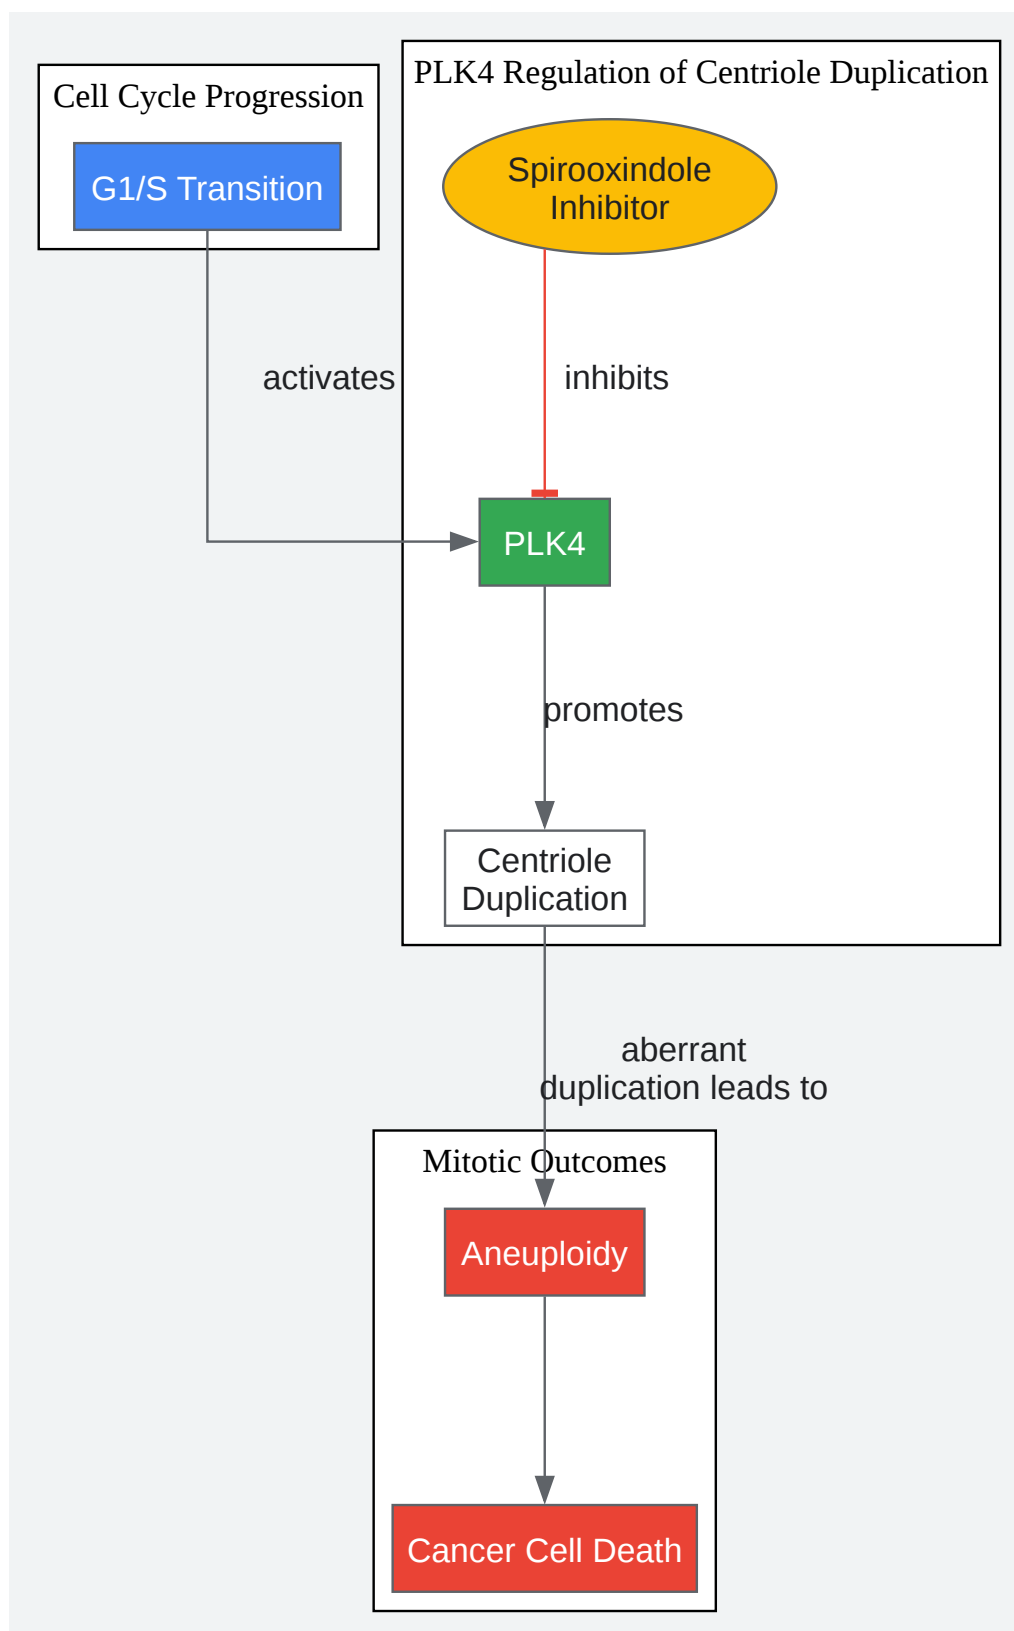 Cell Cycle Progression
G1/S Transition
activates
PLK4 Regulation of Centriole Duplication
Spirooxindole
Inhibitor
inhibits
PLK4
promotes
Centriole
Duplication
aberrant
duplication leads to
Mitotic Outcomes
Aneuploidy
Cancer Cell Death